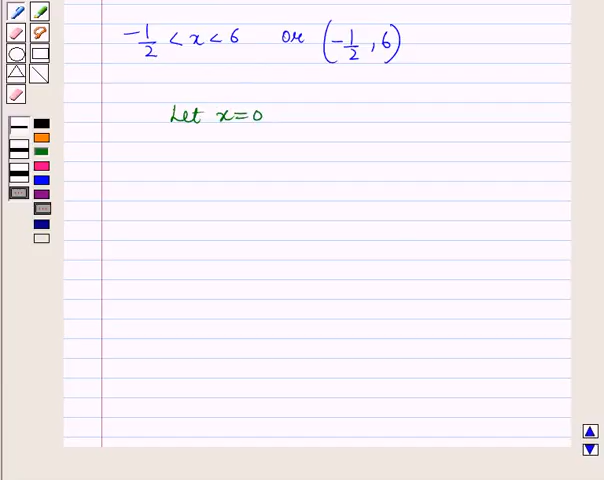 -1/2 < x < 6 or (-1/2, 6)
Let x=0